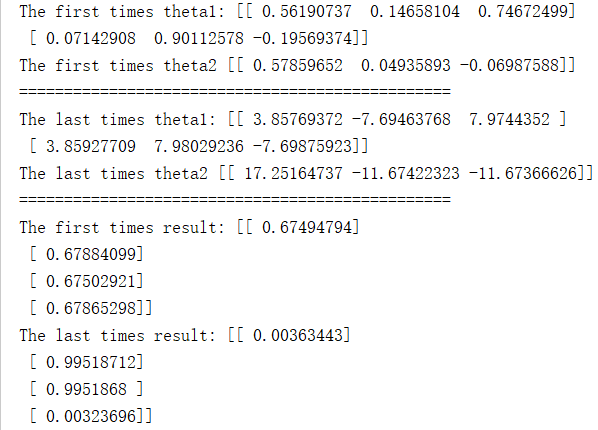 The first times theta1: [[ 0.56190737  0.14658104  0.74672499]
 [ 0.07142908  0.90112578 -0.19569374]]
The first times theta2 [[ 0.57859652  0.04935893 -0.06987588]]
================================================
The last times theta1: [[ 3.85769372 -7.69463768  7.9744352 ]
 [ 3.85927709  7.98029236 -7.69875923]]
The last times theta2 [[ 17.25164737 -11.67422323 -11.67366626]]
================================================
The first times result: [[ 0.67494794]
 [ 0.67884099]
 [ 0.67502921]
 [ 0.67865298]]
The last times result: [[ 0.00363443]
 [ 0.99518712]
 [ 0.9951868 ]
 [ 0.00323696]]